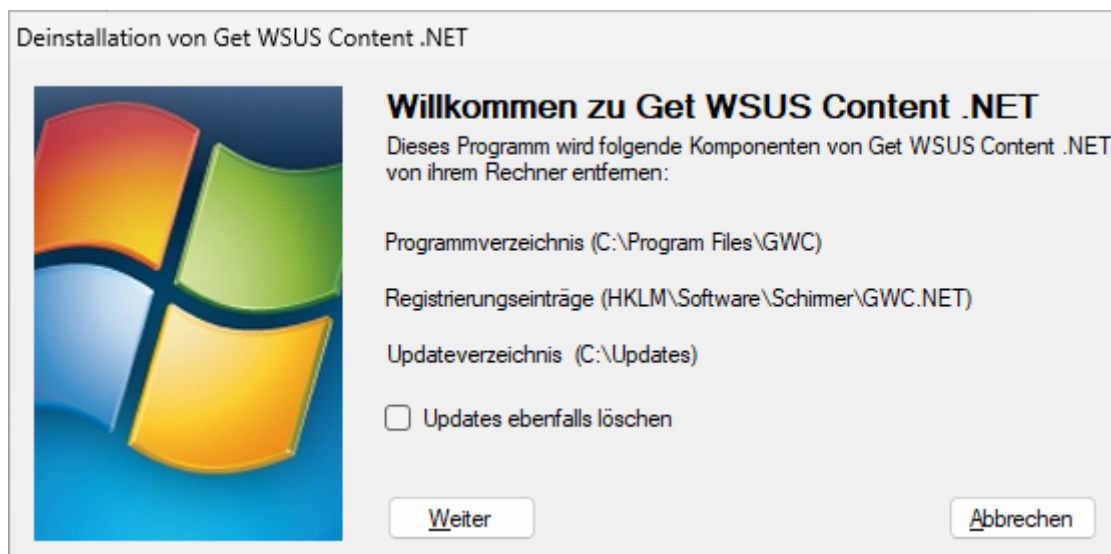 Deinstallation von Get WSUS Content .NET
Willkommen zu Get WSUS Content .NET
Dieses Programm wird folgende Komponenten von Get WSUS Content .NET
von ihrem Rechner entfernen:
Programmverzeichnis (C:\Program Files\GWC)
Registrierungseinträge (HKLM\Software\Schirmer\GWC.NET)
Updateverzeichnis (C:\Updates)
Updates ebenfalls löschen
Weiter
Abbrechen